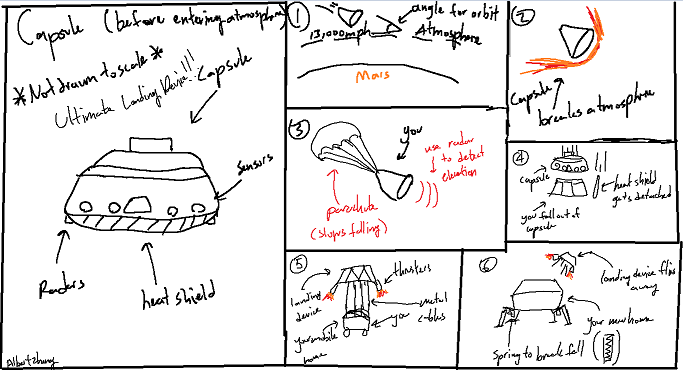 Capsule (before entering atmosphere)
*Not drawn to scale*
Ultimate Landing Device!!!
Capsule
Sensors
Radars
heat shield
Albert Zhang
1
13,000mph
angle for orbit
Atmosphere
Mars
2
Capsule
breaks atmosphere
3
you
use radar
to detect
elevation
parachute
(slows falling)
4
capsule
heat shield
gets detached
you fall out of
capsule
5
landing
device
thrusters
metal
cables
you
your mobile
home
6
landing device flies
away
your new home
spring to break fall